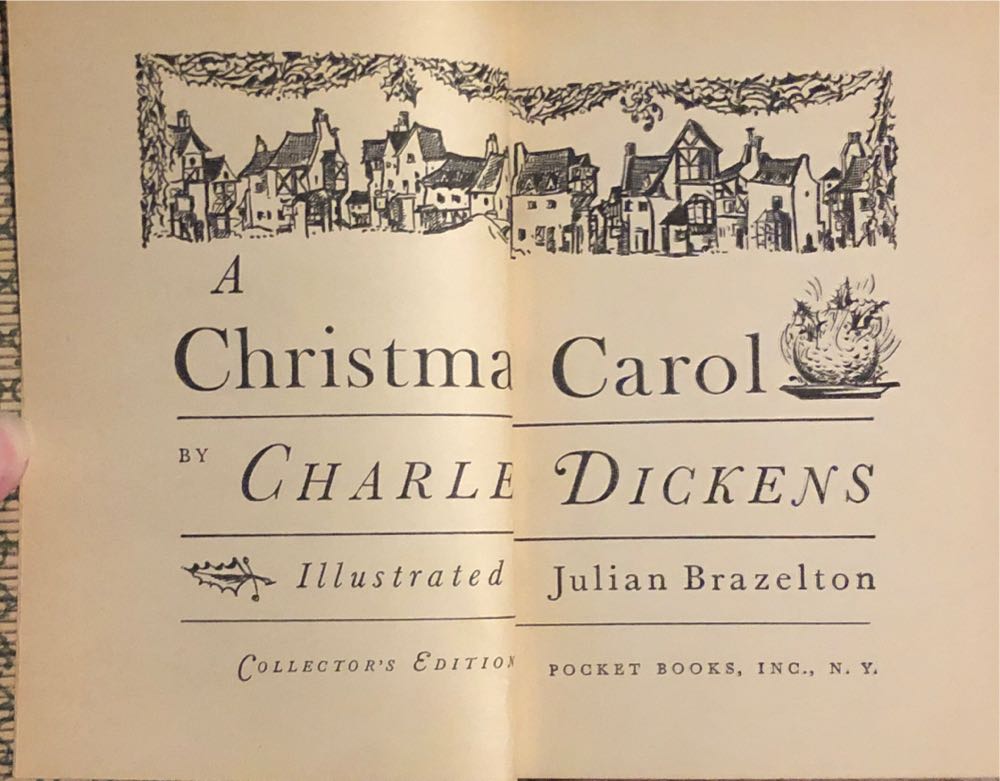 A
Christma Carol
BY CHARLE DICKENS
Illustrated Julian Brazelton
COLLECTOR'S EDITION POCKET BOOKS, INC., N. Y.